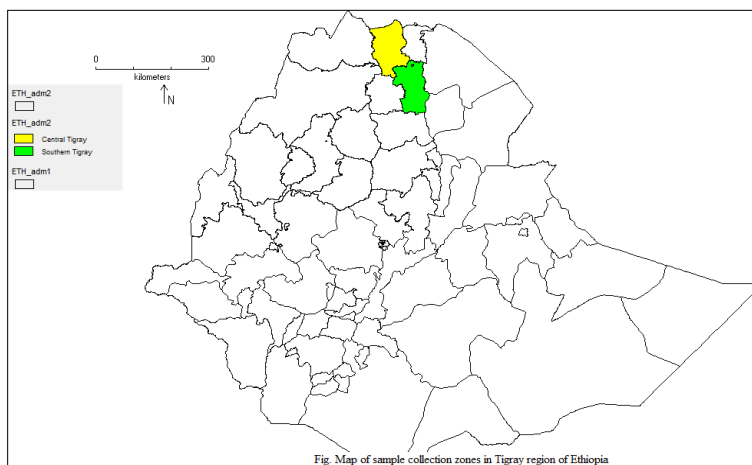 0
300
kilometers
N
ETH_adm2
ETH_adm2
Central Tigray
Southern Tigray
ETH_adm1
Fig. Map of sample collection zones in Tigray region of Ethiopia